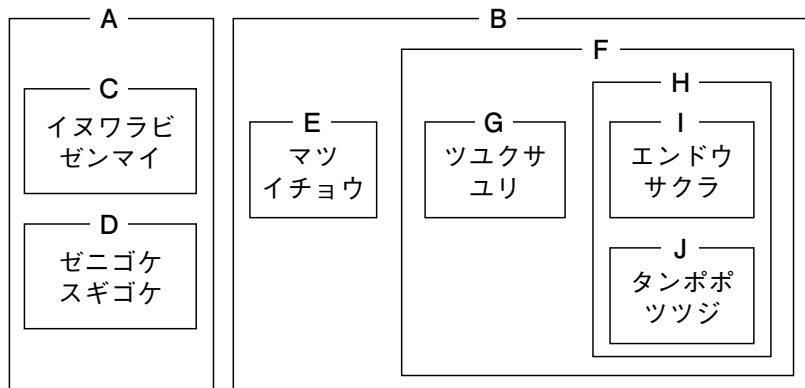 A
C
イヌワラビ
ゼンマイ
D
ゼニゴケ
スギゴケ
B
E
マツ
イチョウ
F
G
ツユクサ
ユリ
H
I
エンドウ
サクラ
J
タンポポ
ツツジ